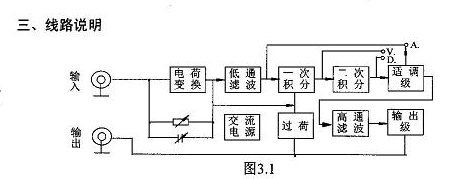 三、线路说明
A.
V.
D.
输入
电荷变换
低通滤波
一次积分
二次积分
适调级
交流电源
过荷
高通滤波
输出级
输出
图3.1